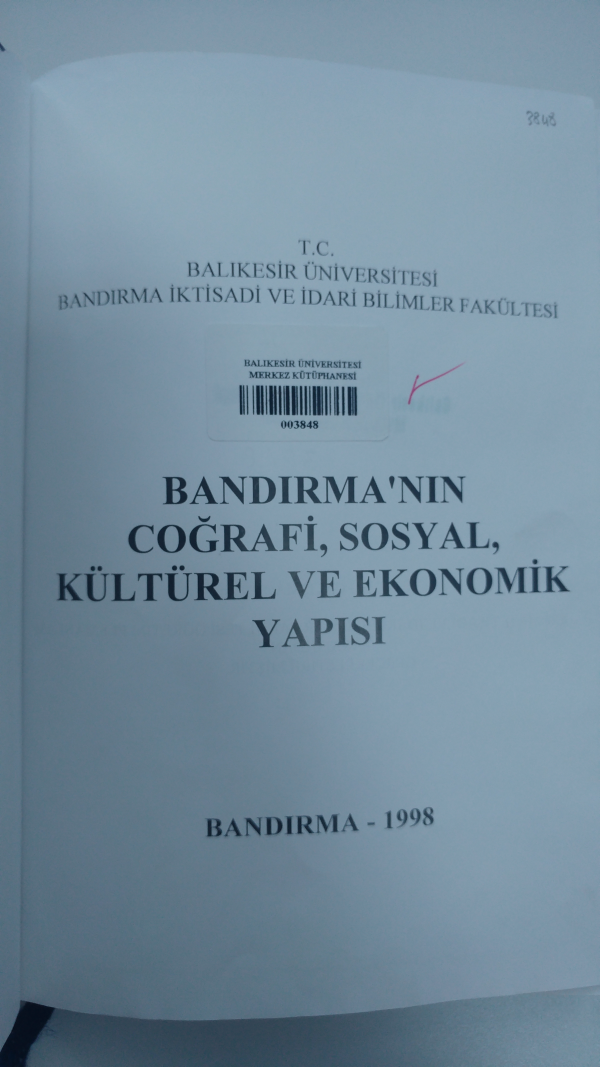 3848
T.C.
BALIKESİR ÜNİVERSİTESİ
BANDIRMA İKTİSADİ VE İDARİ BİLİMLER FAKÜLTESİ
BALIKESİR ÜNİVERSİTESİ
MERKEZ KÜTÜPHANESİ
003848
BANDIRMA'NIN
COĞRAFİ, SOSYAL,
KÜLTÜREL VE EKONOMİK
YAPISI
BANDIRMA - 1998